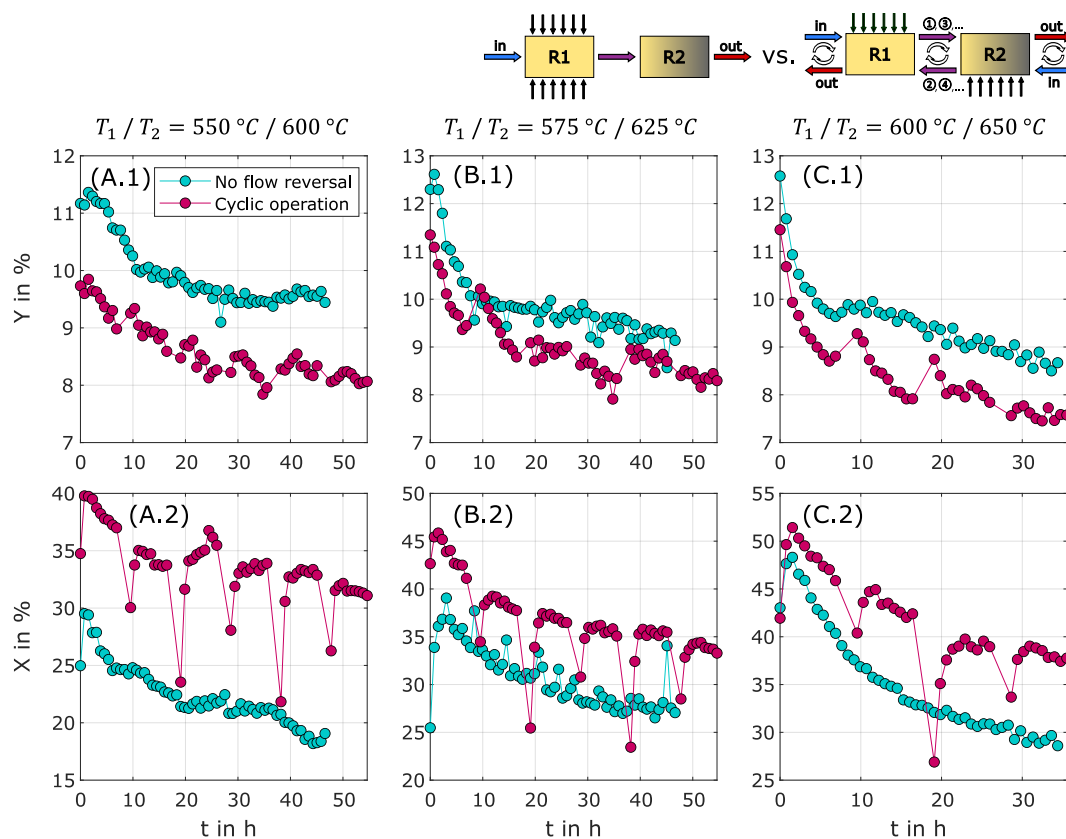 in R1 R2 out vs. in out R1 ①,③,... ②,④,... R2 out in
T₁ / T₂ = 550 °C / 600 °C T₁ / T₂ = 575 °C / 625 °C T₁ / T₂ = 600 °C / 650 °C
(A.1) No flow reversal Cyclic operation
Y in %
12
11
10
9
8
7
0 10 20 30 40 50
(B.1)
13
12
11
10
9
8
7
0 10 20 30 40 50
(C.1)
13
12
11
10
9
8
7
0 10 20 30
(A.2)
X in %
40
35
30
25
20
15
0 10 20 30 40 50
t in h
(B.2)
50
45
40
35
30
25
20
0 10 20 30 40 50
t in h
(C.2)
55
50
45
40
35
30
25
0 10 20 30
t in h